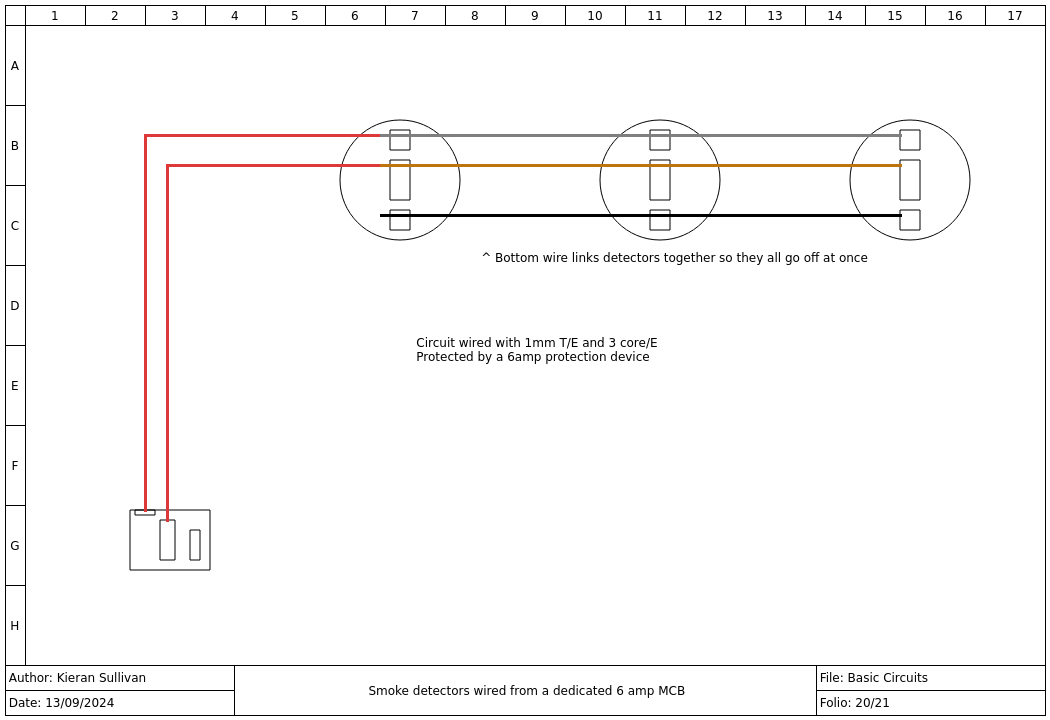 1 2 3 4 5 6 7 8 9 10 11 12 13 14 15 16 17
A
B
C
^ Bottom wire links detectors together so they all go off at once
D
Circuit wired with 1mm T/E and 3 core/E
Protected by a 6amp protection device
E
F
G
H
Author: Kieran Sullivan
Date: 13/09/2024
Smoke detectors wired from a dedicated 6 amp MCB
File: Basic Circuits
Folio: 20/21